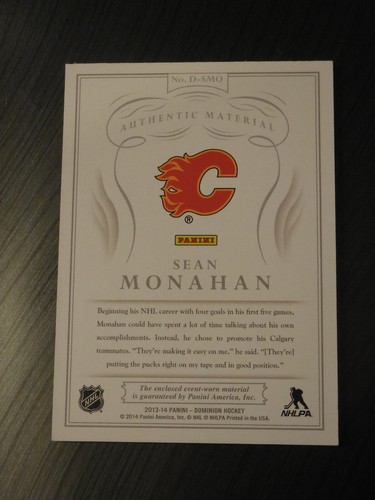 No. D-SMO
AUTHENTIC MATERIAL
C
®
PANINI
SEAN
MONAHAN
Beginning his NHL career with four goals in his first five games,
Monahan could have spent a lot of time talking about his own
accomplishments. Instead, he chose to promote his Calgary
teammates. "They're making it easy on me," he said. "[They're]
putting the pucks right on my tape and in good position."
The enclosed event-worn material
is guaranteed by Panini America, Inc.
NHL
2013-14 PANINI - DOMINION HOCKEY
© 2014 Panini America, Inc. © NHL © NHLPA Printed in the USA.
NHLPA